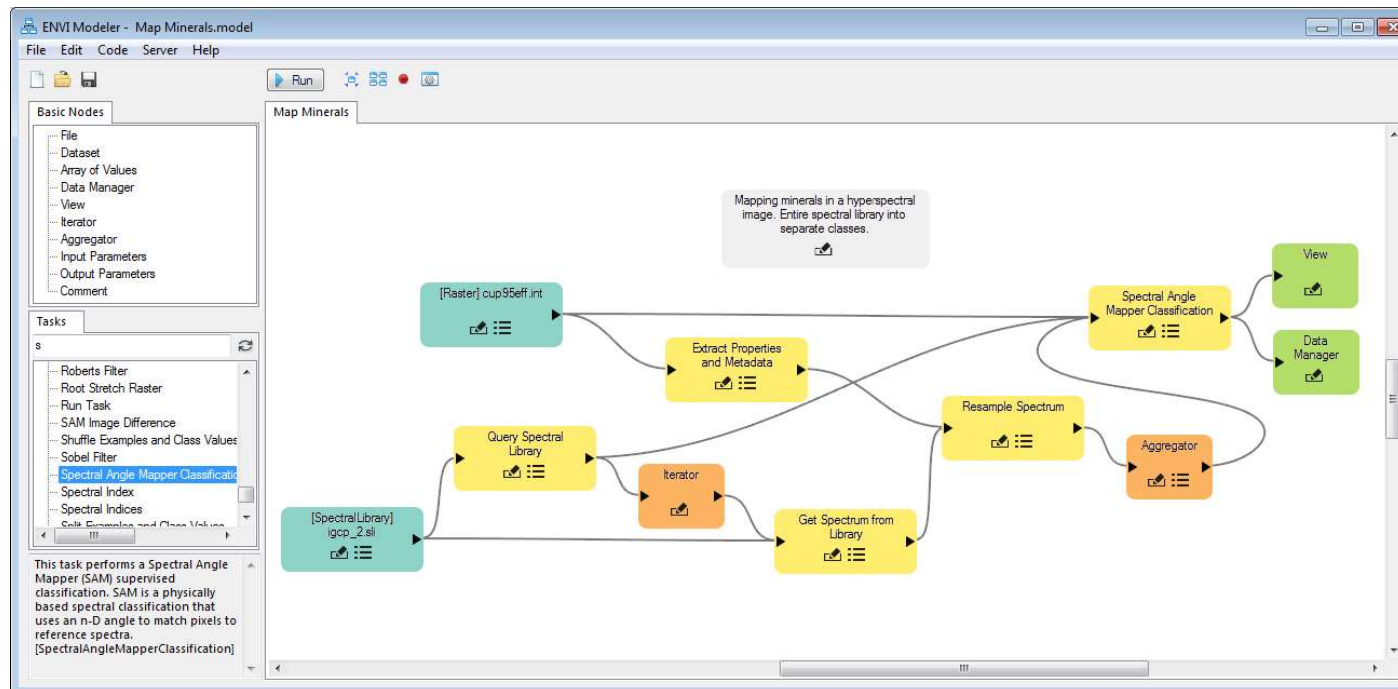 ENVI Modeler - Map Minerals.model
File Edit Code Server Help
Run
Basic Nodes
File
Dataset
Array of Values
Data Manager
View
Iterator
Aggregator
Input Parameters
Output Parameters
Comment
Tasks
s
Roberts Filter
Root Stretch Raster
Run Task
SAM Image Difference
Shuffle Examples and Class Values
Sobel Filter
Spectral Angle Mapper Classificatio
Spectral Index
Spectral Indices
Split Examples and Class Values
This task performs a Spectral Angle
Mapper (SAM) supervised
classification. SAM is a physically
based spectral classification that
uses an n-D angle to match pixels to
reference spectra.
[SpectralAngleMapperClassification]
Map Minerals
Mapping minerals in a hyperspectral
image. Entire spectral library into
separate classes.
[Raster] cup95eff.int
Extract Properties
and Metadata
Query Spectral
Library
Iterator
[SpectralLibrary]
igcp_2.sli
Get Spectrum from
Library
Resample Spectrum
Aggregator
Spectral Angle
Mapper Classification
View
Data
Manager